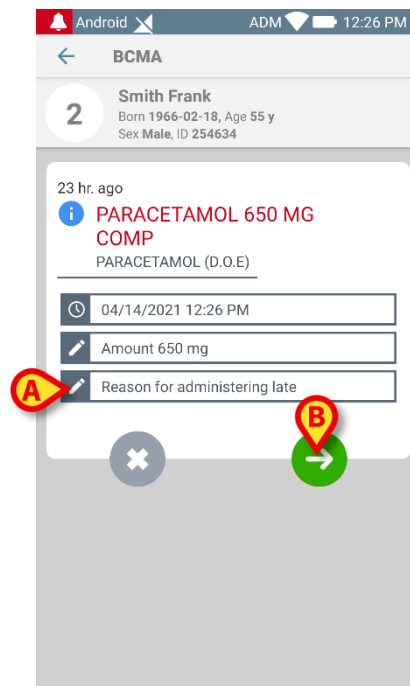 Android ADM 12:26 PM
BCMA
2
Smith Frank
Born 1966-02-18, Age 55 y
Sex Male, ID 254634
23 hr. ago
i
PARACETAMOL 650 MG
COMP
PARACETAMOL (D.O.E)
04/14/2021 12:26 PM
Amount 650 mg
A
Reason for administering late
B